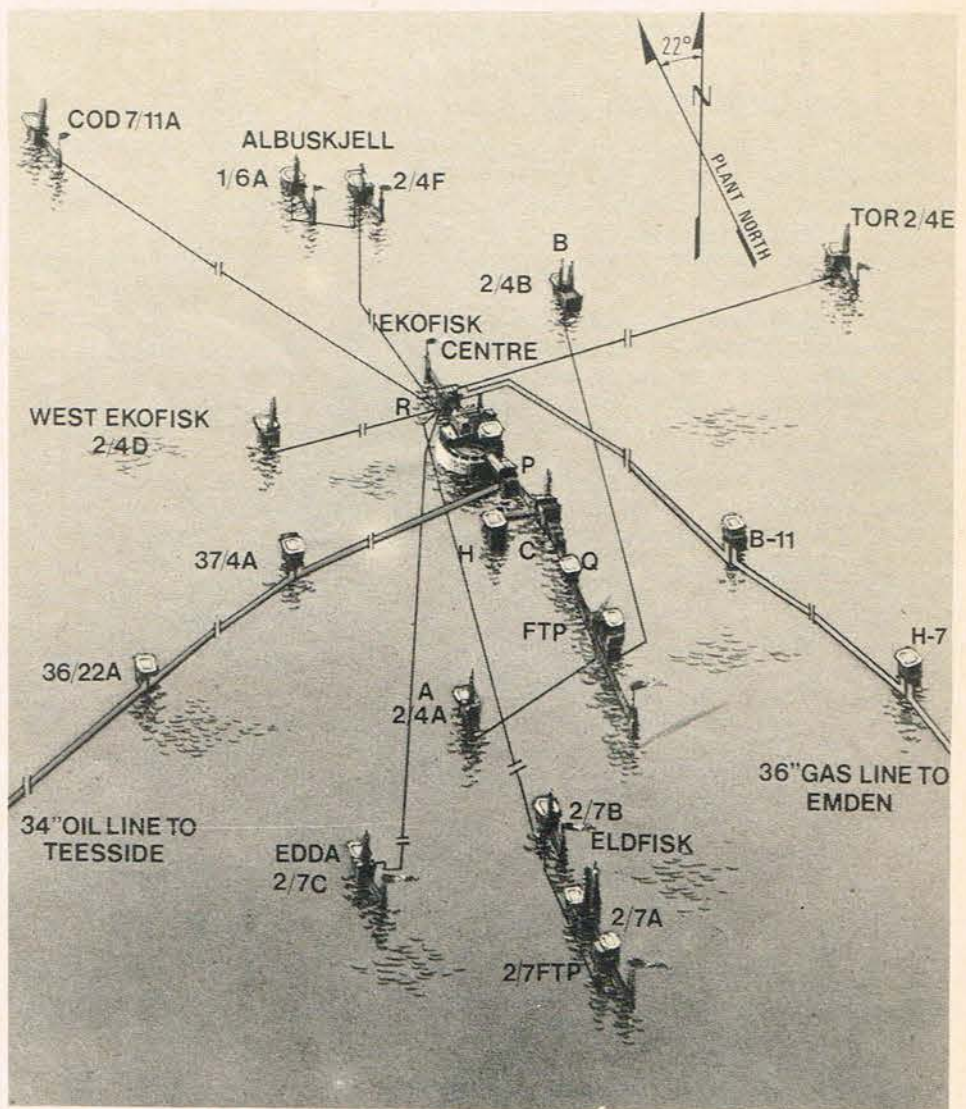 22°
N
PLANT NORTH
COD 7/11A
ALBUSKJELL
1/6A
2/4F
TOR 2/4E
B
2/4B
EKOFISK
CENTRE
R
WEST EKOFISK
2/4D
P
37/4A
H
C
Q
B-11
FTP
H-7
36/22A
A
2/4A
36"GAS LINE TO
EMDEN
34"OIL LINE TO
TEESSIDE
2/7B
ELDFISK
EDDA
2/7C
2/7A
2/7FTP